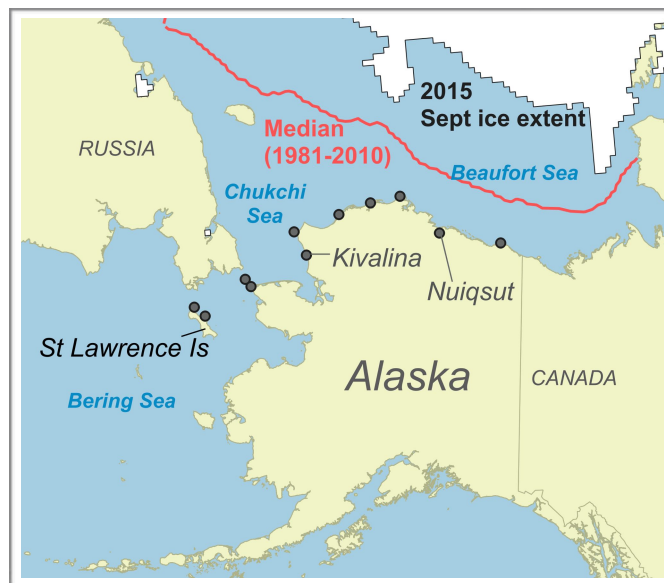 2015
Sept ice extent
Median
(1981-2010)
RUSSIA
Beaufort Sea
Chukchi
Sea
Kivalina
Nuiqsut
St Lawrence Is
Alaska
CANADA
Bering Sea